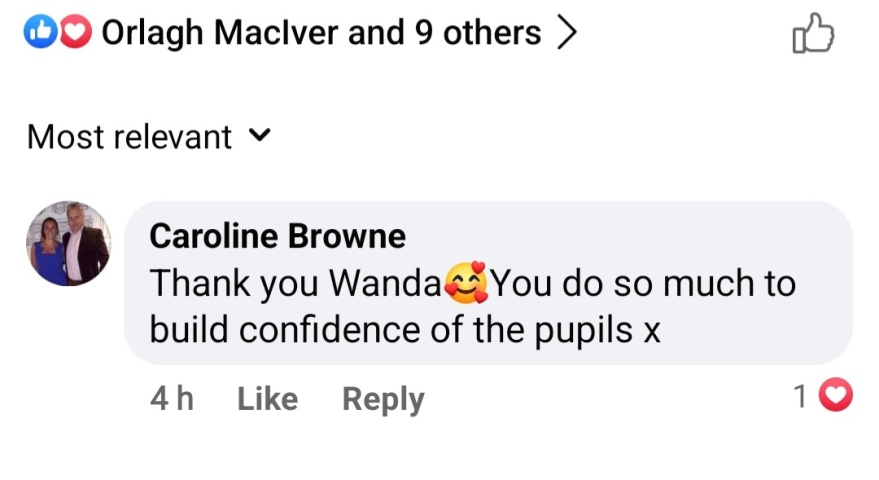 Orlagh MacIver and 9 others
Most relevant
Caroline Browne
Thank you Wanda🥰You do so much to
build confidence of the pupils x
4 h Like Reply 1